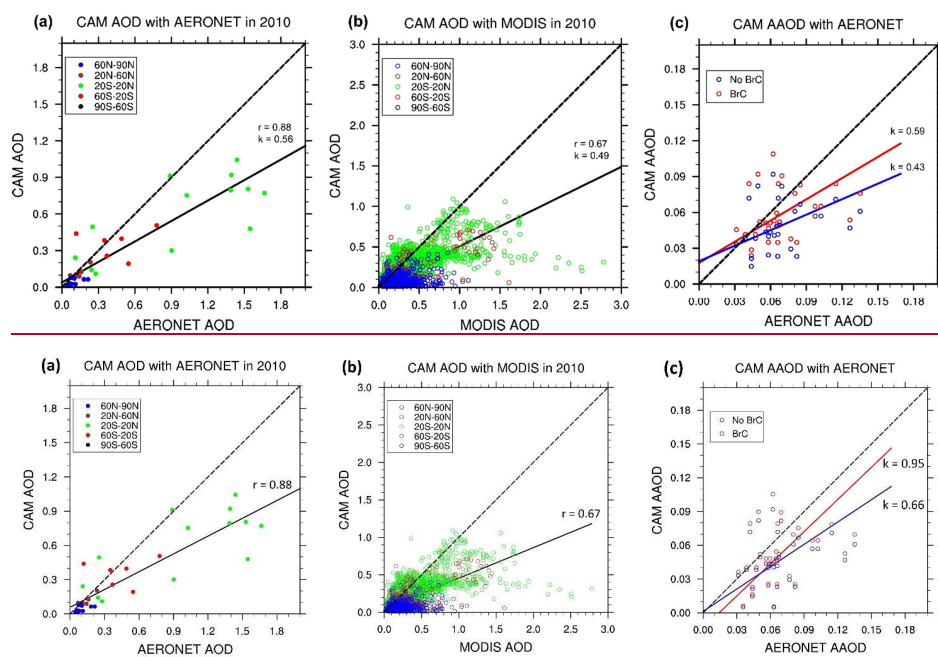 (a)
CAM AOD with AERONET in 2010
CAM AOD
1.8
1.5
1.2
0.9
0.6
0.3
0.0
60N-90N
20N-60N
20S-20N
60S-20S
90S-60S
r = 0.88
k = 0.56
0.0 0.3 0.6 0.9 1.2 1.5 1.8
AERONET AOD
(b)
CAM AOD with MODIS in 2010
CAM AOD
3.0
2.5
2.0
1.5
1.0
0.5
0.0
60N-90N
20N-60N
20S-20N
60S-20S
90S-60S
r = 0.67
k = 0.49
0.0 0.5 1.0 1.5 2.0 2.5 3.0
MODIS AOD
(c)
CAM AAOD with AERONET
CAM AAOD
0.18
0.15
0.12
0.09
0.06
0.03
0.00
No BrC
BrC
k = 0.59
k = 0.43
0.00 0.03 0.06 0.09 0.12 0.15 0.18
AERONET AAOD
(a)
CAM AOD with AERONET in 2010
CAM AOD
1.8
1.5
1.2
0.9
0.6
0.3
0.0
60N-90N
20N-60N
20S-20N
60S-20S
90S-60S
r = 0.88
0.0 0.3 0.6 0.9 1.2 1.5 1.8
AERONET AOD
(b)
CAM AOD with MODIS in 2010
CAM AOD
3.0
2.5
2.0
1.5
1.0
0.5
0.0
60N-90N
20N-60N
20S-20N
60S-20S
90S-60S
r = 0.67
0.0 0.5 1.0 1.5 2.0 2.5 3.0
MODIS AOD
(c)
CAM AAOD with AERONET
CAM AAOD
0.18
0.15
0.12
0.09
0.06
0.03
0.00
No BrC
BrC
k = 0.95
k = 0.66
0.00 0.03 0.06 0.09 0.12 0.15 0.18
AERONET AAOD